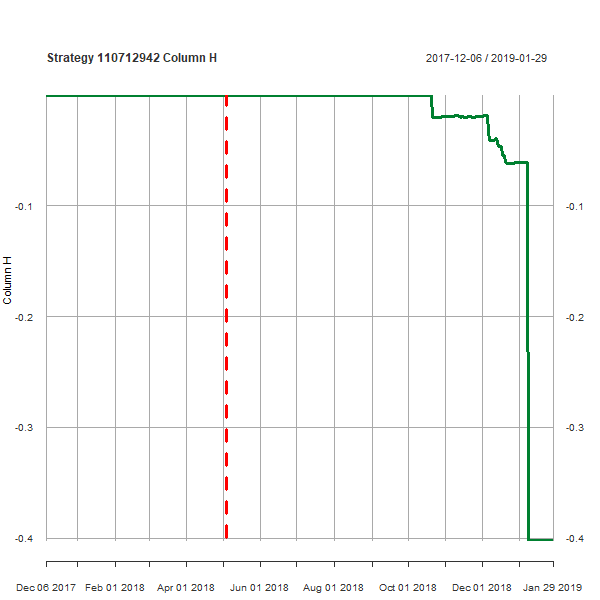 Strategy 110712942 Column H 2017-12-06 / 2019-01-29
-0.1 -0.1
-0.2 -0.2
Column H
-0.3 -0.3
-0.4 -0.4
Dec 06 2017 Feb 01 2018 Apr 01 2018 Jun 01 2018 Aug 01 2018 Oct 01 2018 Dec 01 2018 Jan 29 2019